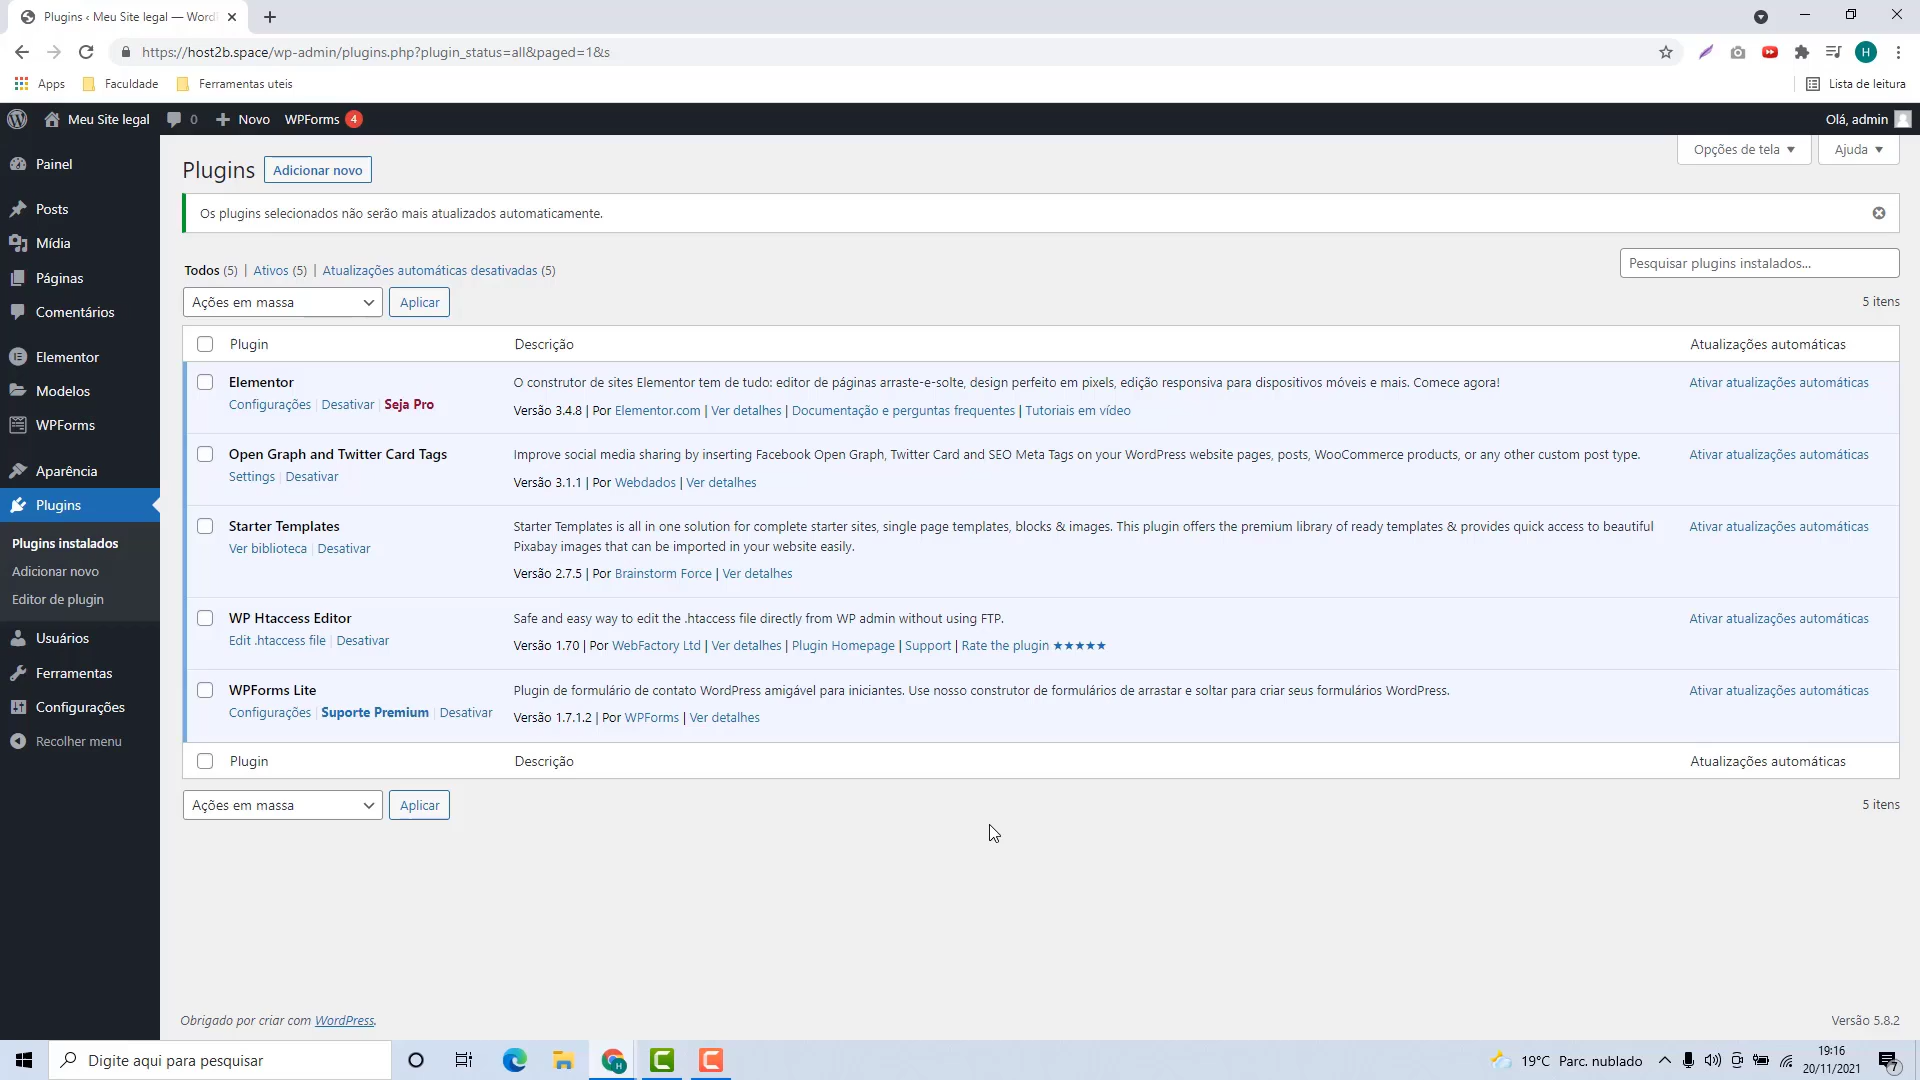 Plugins ‹ Meu Site legal — Word
https://host2b.space/wp-admin/plugins.php?plugin_status=all&paged=1&s
H
Apps
Faculdade
Ferramentas uteis
Lista de leitura
Meu Site legal
0
Novo
WPForms 4
Olá, admin
Painel
Posts
Mídia
Páginas
Comentários
Elementor
Modelos
WPForms
Aparência
Plugins
Plugins instalados
Adicionar novo
Editor de plugin
Usuários
Ferramentas
Configurações
Recolher menu
Opções de tela
Ajuda
Plugins
Adicionar novo
Os plugins selecionados não serão mais atualizados automaticamente.
Todos (5) | Ativos (5) | Atualizações automáticas desativadas (5)
Pesquisar plugins instalados...
Ações em massa
Aplicar
5 itens
Plugin
Descrição
Atualizações automáticas
Elementor
Configurações | Desativar | Seja Pro
O construtor de sites Elementor tem de tudo: editor de páginas arraste-e-solte, design perfeito em pixels, edição responsiva para dispositivos móveis e mais. Comece agora!
Versão 3.4.8 | Por Elementor.com | Ver detalhes | Documentação e perguntas frequentes | Tutoriais em vídeo
Ativar atualizações automáticas
Open Graph and Twitter Card Tags
Settings | Desativar
Improve social media sharing by inserting Facebook Open Graph, Twitter Card and SEO Meta Tags on your WordPress website pages, posts, WooCommerce products, or any other custom post type.
Versão 3.1.1 | Por Webdados | Ver detalhes
Ativar atualizações automáticas
Starter Templates
Ver biblioteca | Desativar
Starter Templates is all in one solution for complete starter sites, single page templates, blocks & images. This plugin offers the premium library of ready templates & provides quick access to beautiful
Pixabay images that can be imported in your website easily.
Versão 2.7.5 | Por Brainstorm Force | Ver detalhes
Ativar atualizações automáticas
WP Htaccess Editor
Edit .htaccess file | Desativar
Safe and easy way to edit the .htaccess file directly from WP admin without using FTP.
Versão 1.70 | Por WebFactory Ltd | Ver detalhes | Plugin Homepage | Support | Rate the plugin ★★★★★
Ativar atualizações automáticas
WPForms Lite
Configurações | Suporte Premium | Desativar
Plugin de formulário de contato WordPress amigável para iniciantes. Use nosso construtor de formulários de arrastar e soltar para criar seus formulários WordPress.
Versão 1.7.1.2 | Por WPForms | Ver detalhes
Ativar atualizações automáticas
Plugin
Descrição
Atualizações automáticas
Ações em massa
Aplicar
5 itens
Obrigado por criar com WordPress.
Versão 5.8.2
Digite aqui para pesquisar
19°C Parc. nublado
19:16
20/11/2021
7